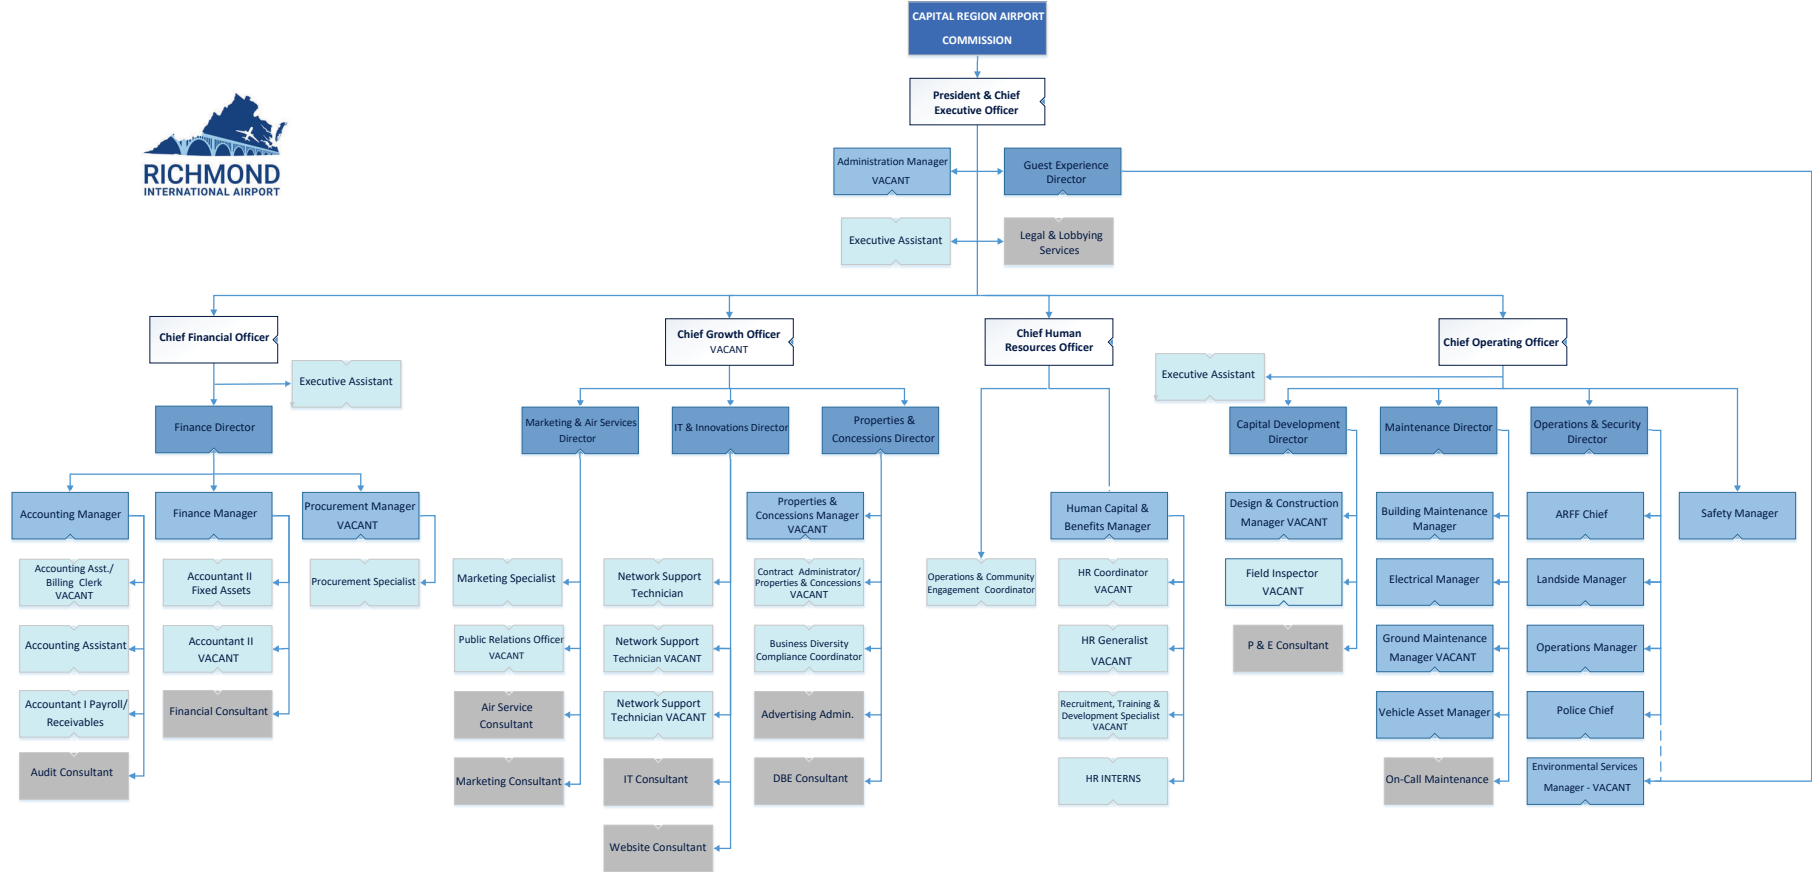 CAPITAL REGION AIRPORT
COMMISSION
President & Chief
Executive Officer
RICHMOND
INTERNATIONAL AIRPORT
Administration Manager
VACANT
Guest Experience
Director
Executive Assistant
Legal & Lobbying
Services
Chief Financial Officer
Chief Growth Officer
VACANT
Chief Human
Resources Officer
Chief Operating Officer
Executive Assistant
Executive Assistant
Finance Director
Marketing & Air Services
Director
IT & Innovations Director
Properties &
Concessions Director
Capital Development
Director
Maintenance Director
Operations & Security
Director
Accounting Manager
Finance Manager
Procurement Manager
VACANT
Properties &
Concessions Manager
VACANT
Human Capital &
Benefits Manager
Design & Construction
Manager VACANT
Building Maintenance
Manager
ARFF Chief
Safety Manager
Accounting Asst./
Billing Clerk
VACANT
Accountant II
Fixed Assets
Procurement Specialist
Marketing Specialist
Network Support
Technician
Contract Administrator/
Properties & Concessions
VACANT
Operations & Community
Engagement Coordinator
HR Coordinator
VACANT
Field Inspector
VACANT
Electrical Manager
Landside Manager
Accounting Assistant
Accountant II
VACANT
Public Relations Officer
VACANT
Network Support
Technician VACANT
Business Diversity
Compliance Coordinator
HR Generalist
VACANT
P & E Consultant
Ground Maintenance
Manager VACANT
Operations Manager
Accountant I Payroll/
Receivables
Financial Consultant
Air Service
Consultant
Network Support
Technician VACANT
Advertising Admin.
Recruitment, Training &
Development Specialist
VACANT
Vehicle Asset Manager
Police Chief
Audit Consultant
Marketing Consultant
IT Consultant
DBE Consultant
HR INTERNS
On-Call Maintenance
Environmental Services
Manager - VACANT
Website Consultant